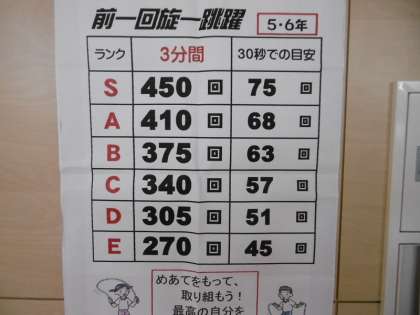 前一回旋一跳躍 5・6年
ランク 3分間 30秒での目安
S 450 回 75 回
A 410 回 68 回
B 375 回 63 回
C 340 回 57 回
D 305 回 51 回
E 270 回 45 回
めあてをもって、
取り組もう！
最高の自分を